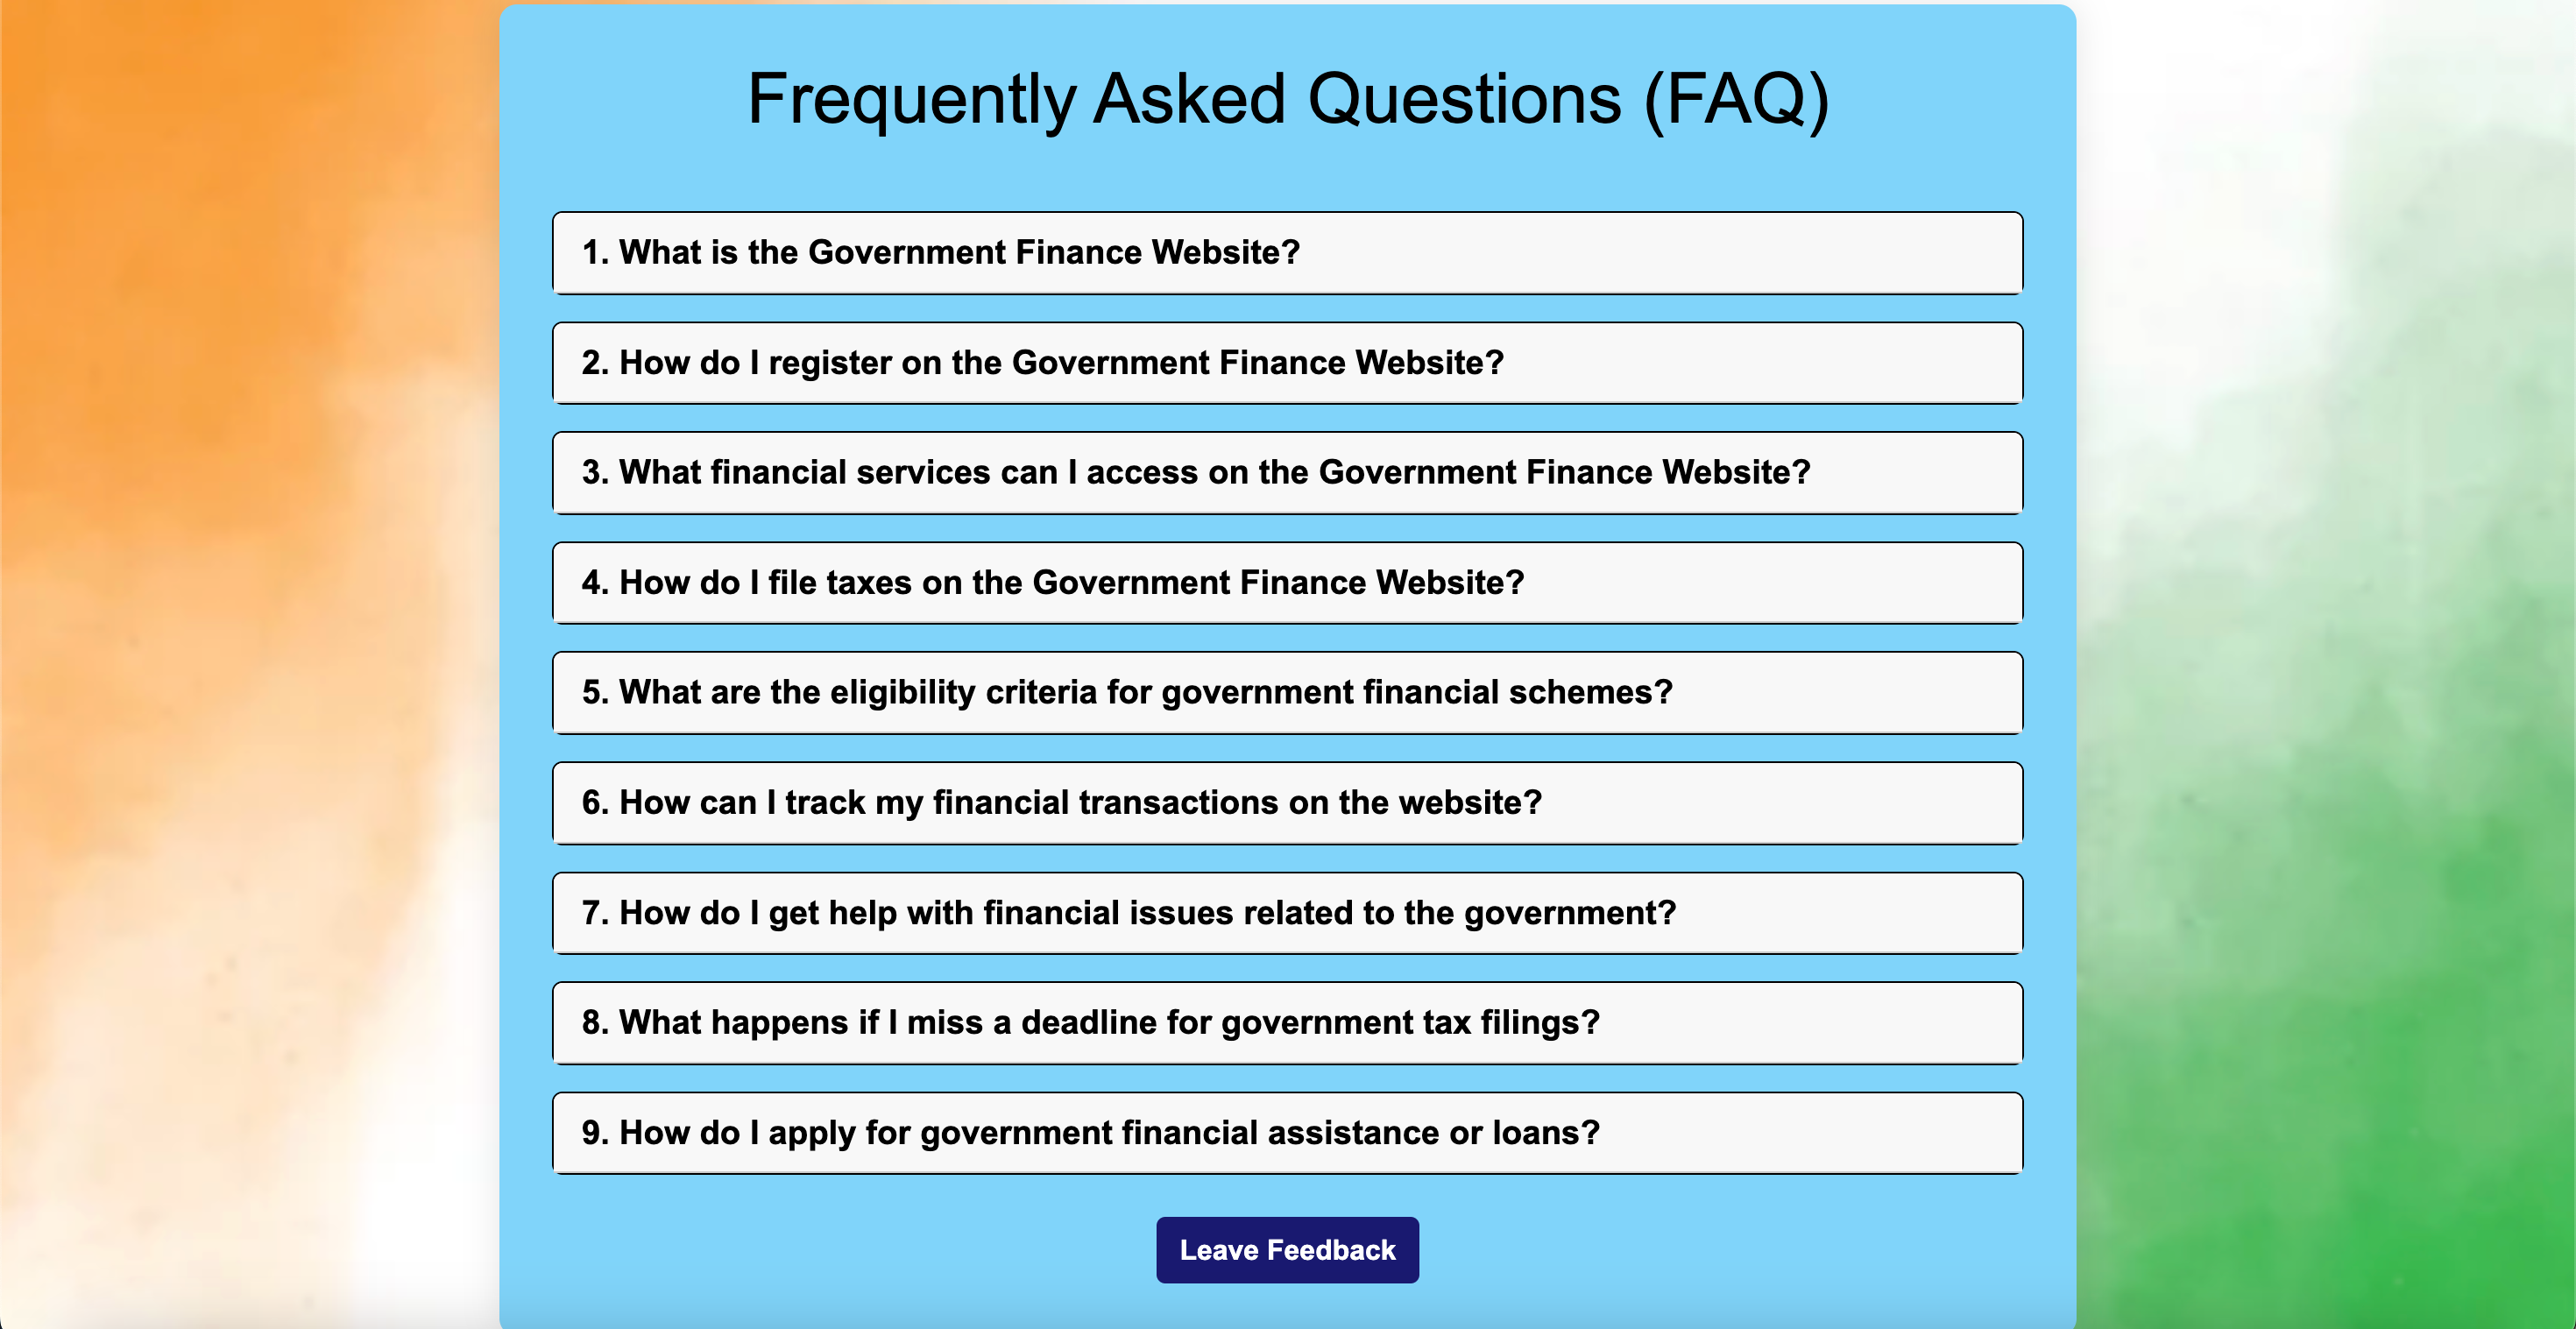 Frequently Asked Questions (FAQ)
1. What is the Government Finance Website?
2. How do I register on the Government Finance Website?
3. What financial services can I access on the Government Finance Website?
4. How do I file taxes on the Government Finance Website?
5. What are the eligibility criteria for government financial schemes?
6. How can I track my financial transactions on the website?
7. How do I get help with financial issues related to the government?
8. What happens if I miss a deadline for government tax filings?
9. How do I apply for government financial assistance or loans?
Leave Feedback